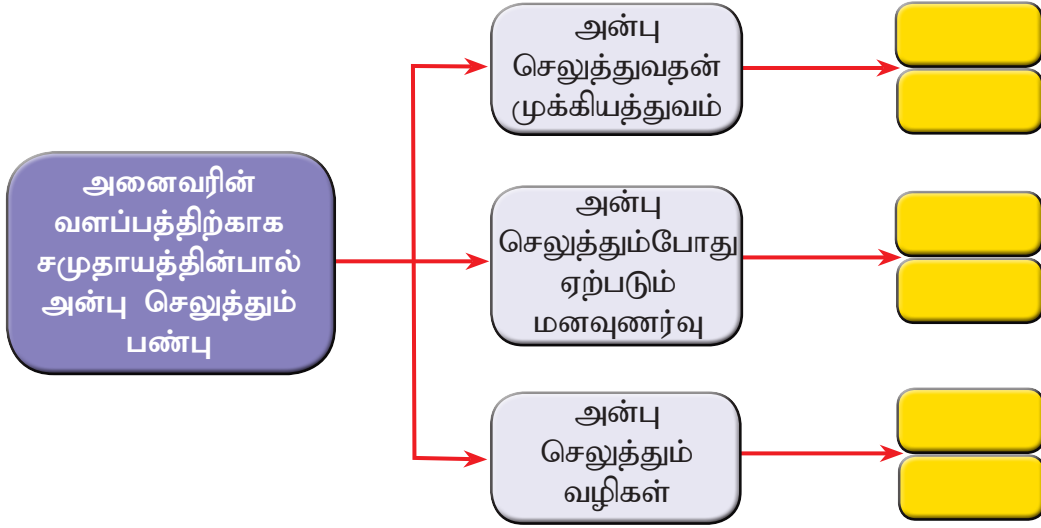 அனைவரின்
வளப்பத்திற்காக
சமுதாயத்தின்பால்
அன்பு செலுத்தும்
பண்பு
அன்பு
செலுத்துவதன்
முக்கியத்துவம்
அன்பு
செலுத்தும்போது
ஏற்படும்
மனவுணர்வு
அன்பு
செலுத்தும்
வழிகள்